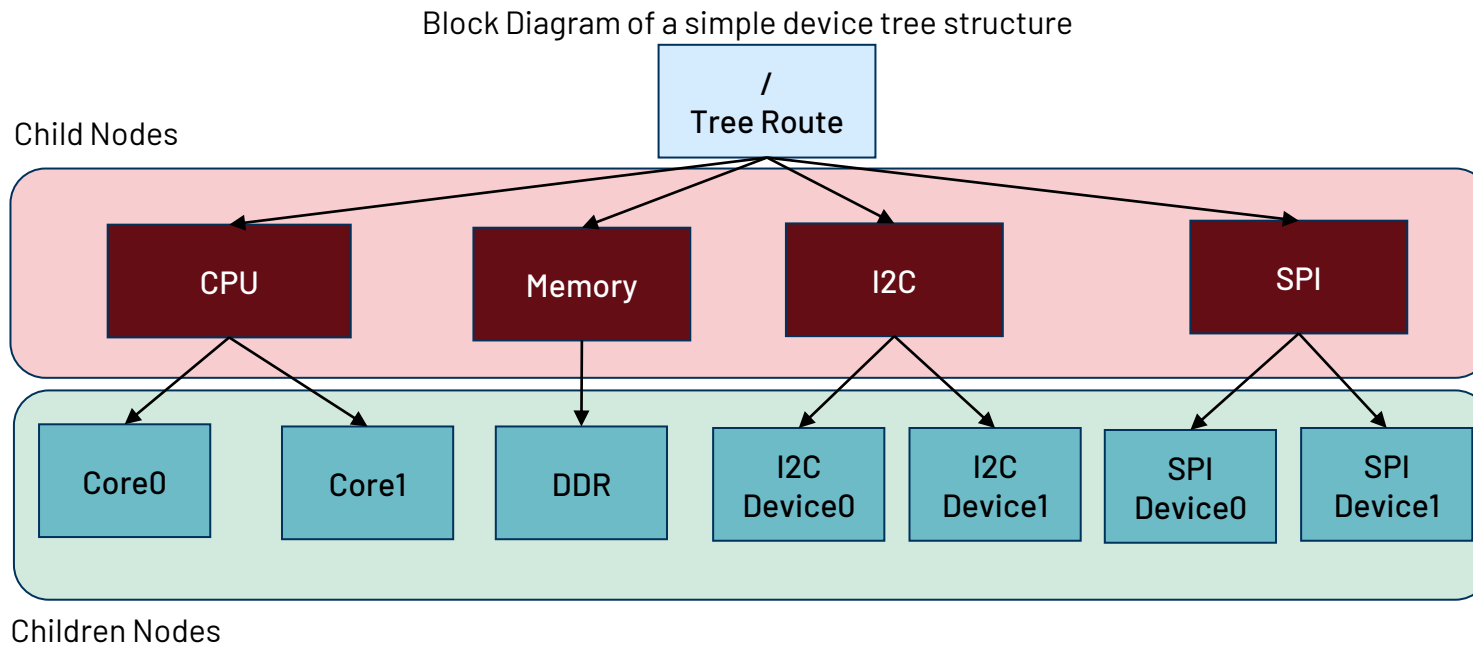 Block Diagram of a simple device tree structure
/
Tree Route
Child Nodes
CPU
Memory
I2C
SPI
Core0
Core1
DDR
I2C
Device0
I2C
Device1
SPI
Device0
SPI
Device1
Children Nodes